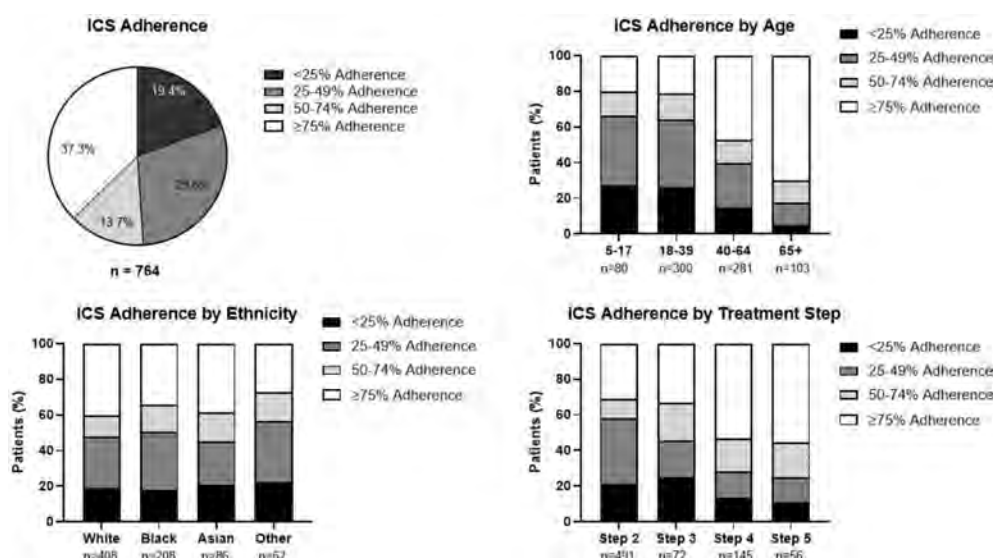 ICS Adherence
<25% Adherence
25-49% Adherence
50-74% Adherence
≥75% Adherence
19.4%
37.3%
13.7%
n = 764
ICS Adherence by Age
<25% Adherence
25-49% Adherence
50-74% Adherence
≥75% Adherence
Patients (%)
100
80
60
40
20
0
5-17
18-39
40-64
65+
n=80
n=300
n=281
n=103
ICS Adherence by Ethnicity
<25% Adherence
25-49% Adherence
50-74% Adherence
≥75% Adherence
Patients (%)
100
80
60
40
20
0
White
Black
Asian
Other
n=408
n=208
n=86
n=62
ICS Adherence by Treatment Step
<25% Adherence
25-49% Adherence
50-74% Adherence
≥75% Adherence
Patients (%)
100
80
60
40
20
0
Step 2
Step 3
Step 4
Step 5
n=491
n=72
n=145
n=56